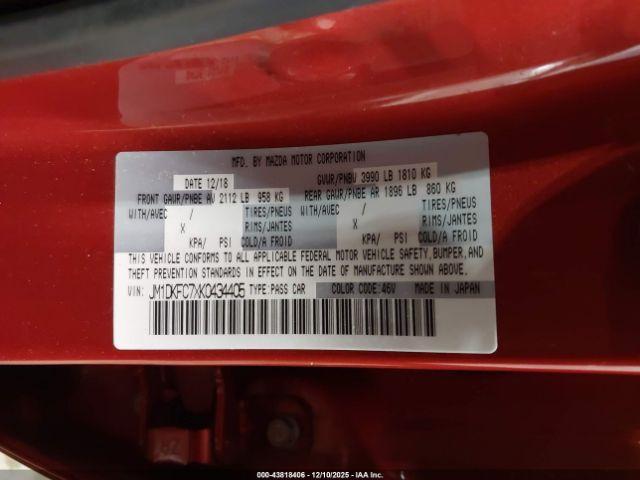 MFD. BY MAZDA MOTOR CORPORATION
DATE 12/18 GVWR/PNBV 3990 LB 1810 KG
FRONT GAWR/PNBE AV 2112 LB 958 KG REAR GAWR/PNBE AR 1896 LB 860 KG
WITH/AVEC / TIRES/PNEUS WITH/AVEC / TIRES/PNEUS
X RIMS/JANTES X RIMS/JANTES
KPA/ PSI COLD/A FROID KPA/ PSI COLD/A FROID
THIS VEHICLE CONFORMS TO ALL APPLICABLE FEDERAL MOTOR VEHICLE SAFETY,BUMPER,AND
THEFT PREVENTION STANDARDS IN EFFECT ON THE DATE OF MANUFACTURE SHOWN ABOVE.
VIN: JM1DKFC7XK0434405 TYPE:PASS CAR COLOR CODE:46V MADE IN JAPAN
000-43818406 - 12/10/2025 - IAA Inc.